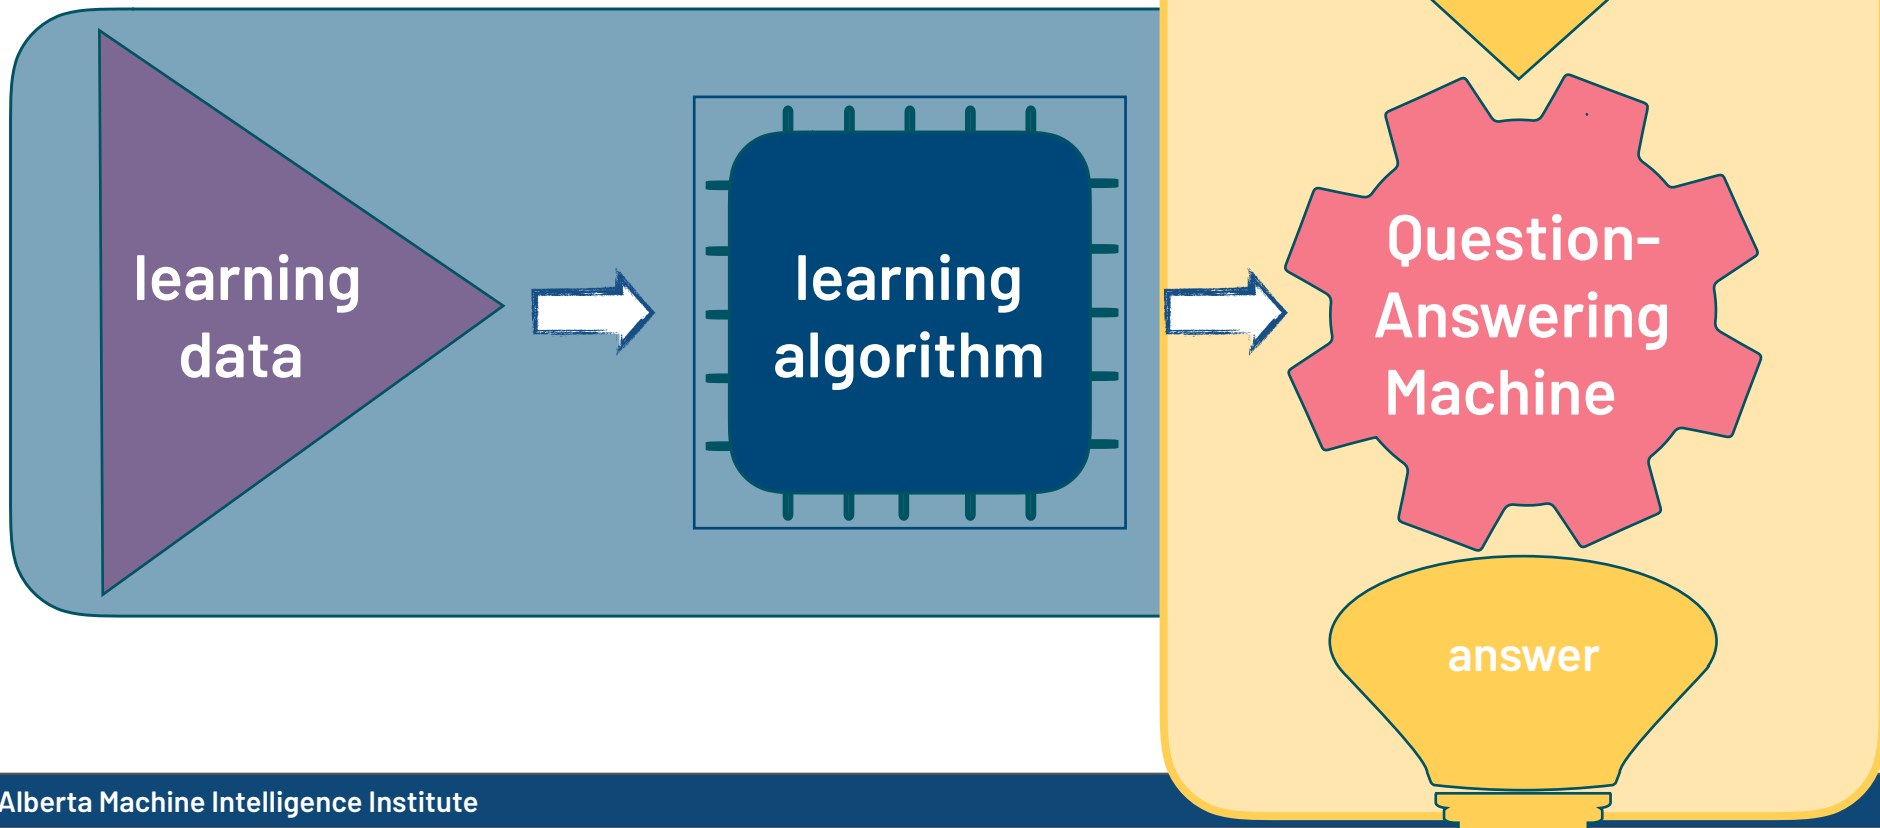 learning
data
learning
algorithm
Question-
Answering
Machine
answer
Alberta Machine Intelligence Institute